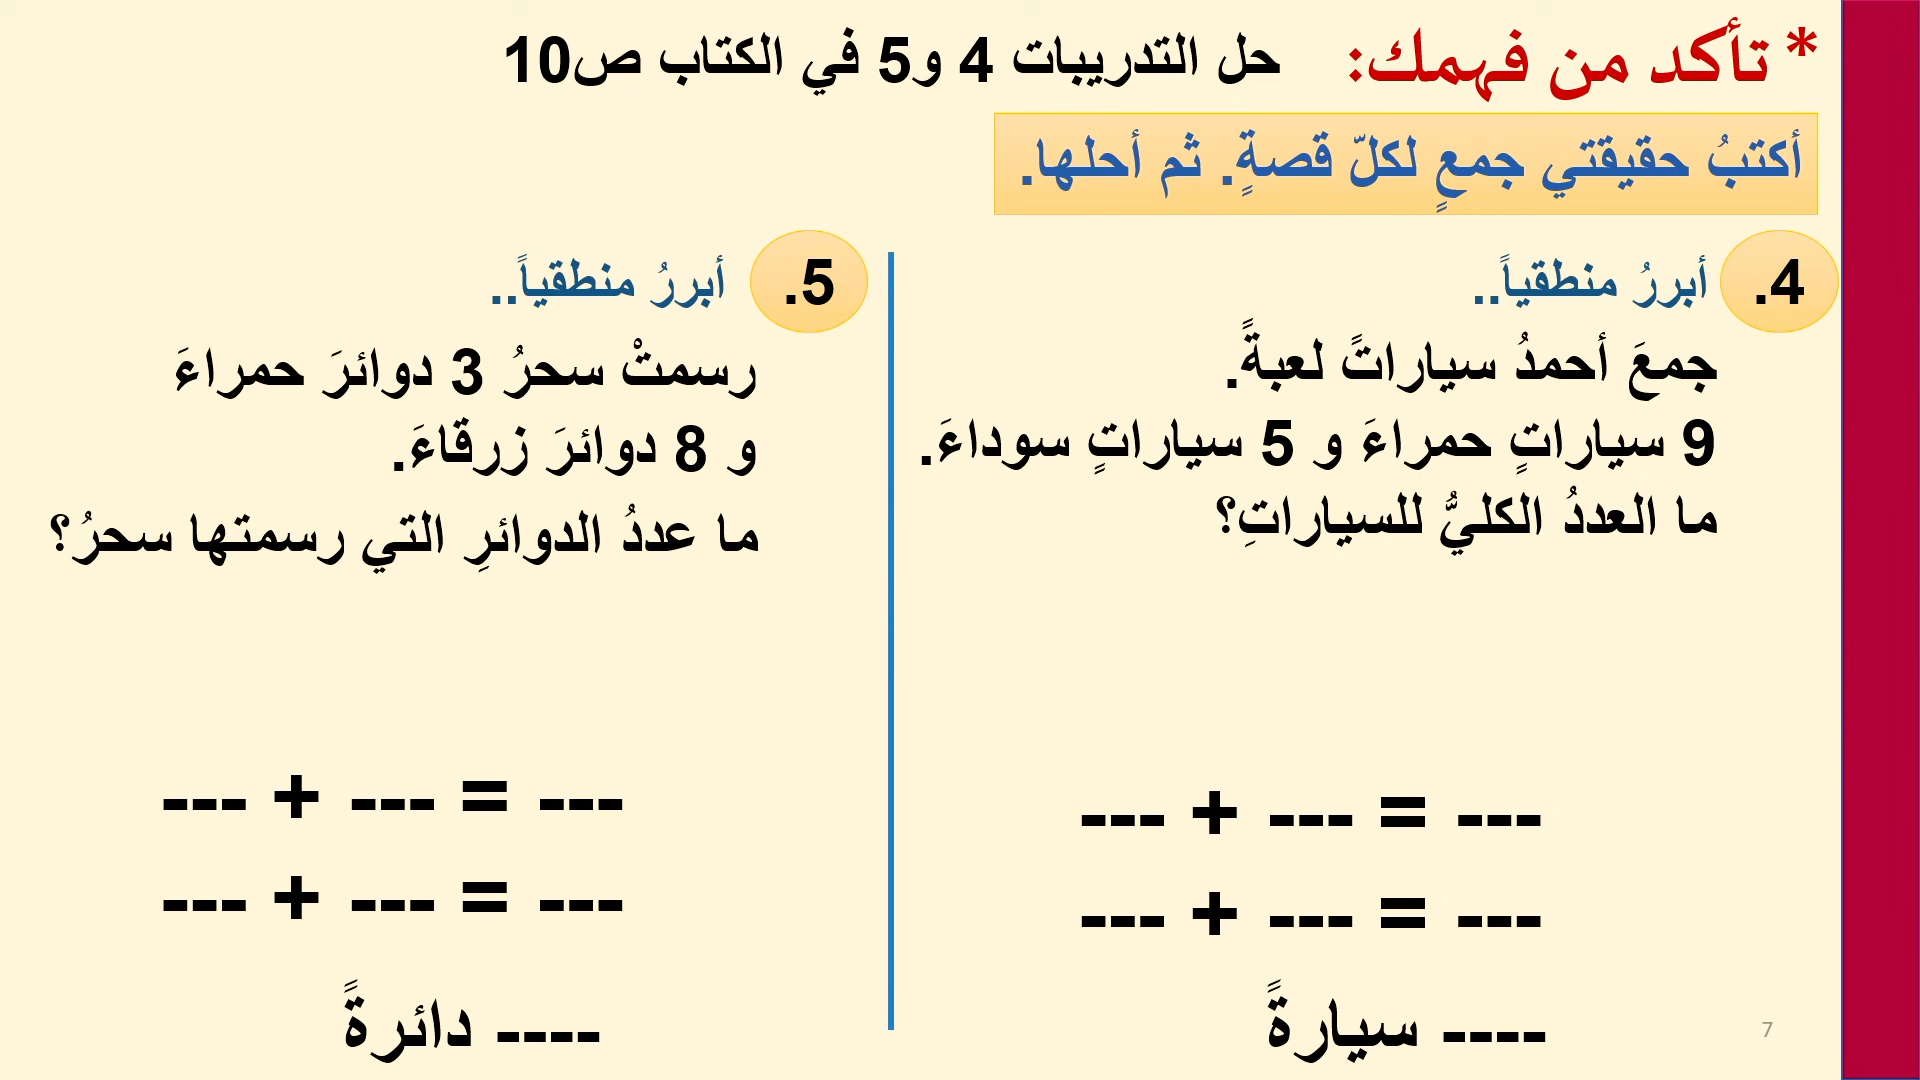 * تأكد من فهمك: حل التدريبات 4 و5 في الكتاب ص10
أكتبُ حقيقتي جمعٍ لكلّ قصةٍ. ثم أحلها.
4. أبررُ منطقياً..
جمعَ أحمدُ سياراتً لعبةً.
9 سياراتٍ حمراءَ و 5 سياراتٍ سوداءَ.
ما العددُ الكليُّ للسياراتِ؟
--- + --- = ---
--- + --- = ---
---- سيارةً
5. أبررُ منطقياً..
رسمتْ سحرُ 3 دوائرَ حمراءَ
و 8 دوائرَ زرقاءَ.
ما عددُ الدوائرِ التي رسمتها سحرُ؟
--- + --- = ---
--- + --- = ---
---- دائرةً
7